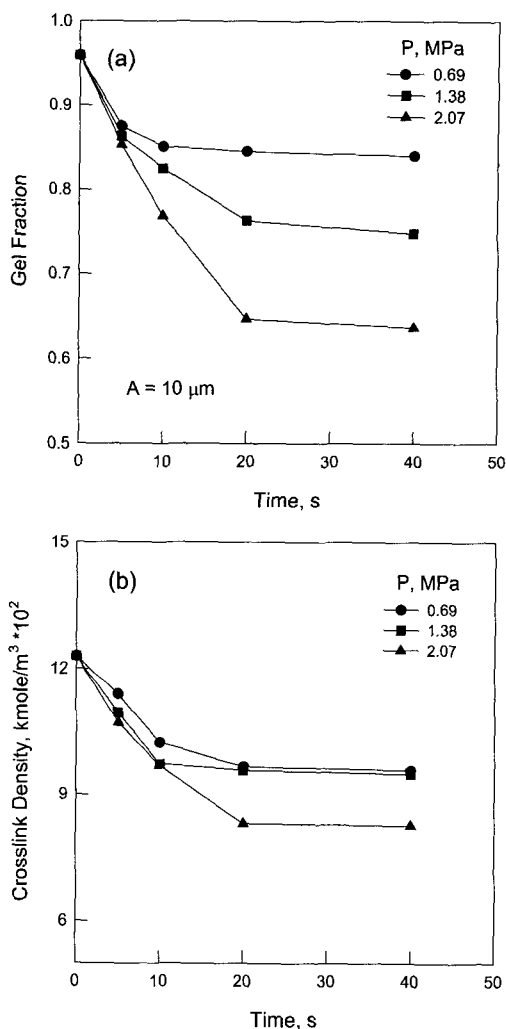 1.0
(a)
P, MPa
0.69
1.38
2.07
0.9
0.8
0.7
0.6
0.5
Gel Fraction
A = 10 μm
0 10 20 30 40 50
Time, s
15
(b)
P, MPa
0.69
1.38
2.07
12
9
6
Crosslink Density, kmole/m³ *10²
0 10 20 30 40 50
Time, s